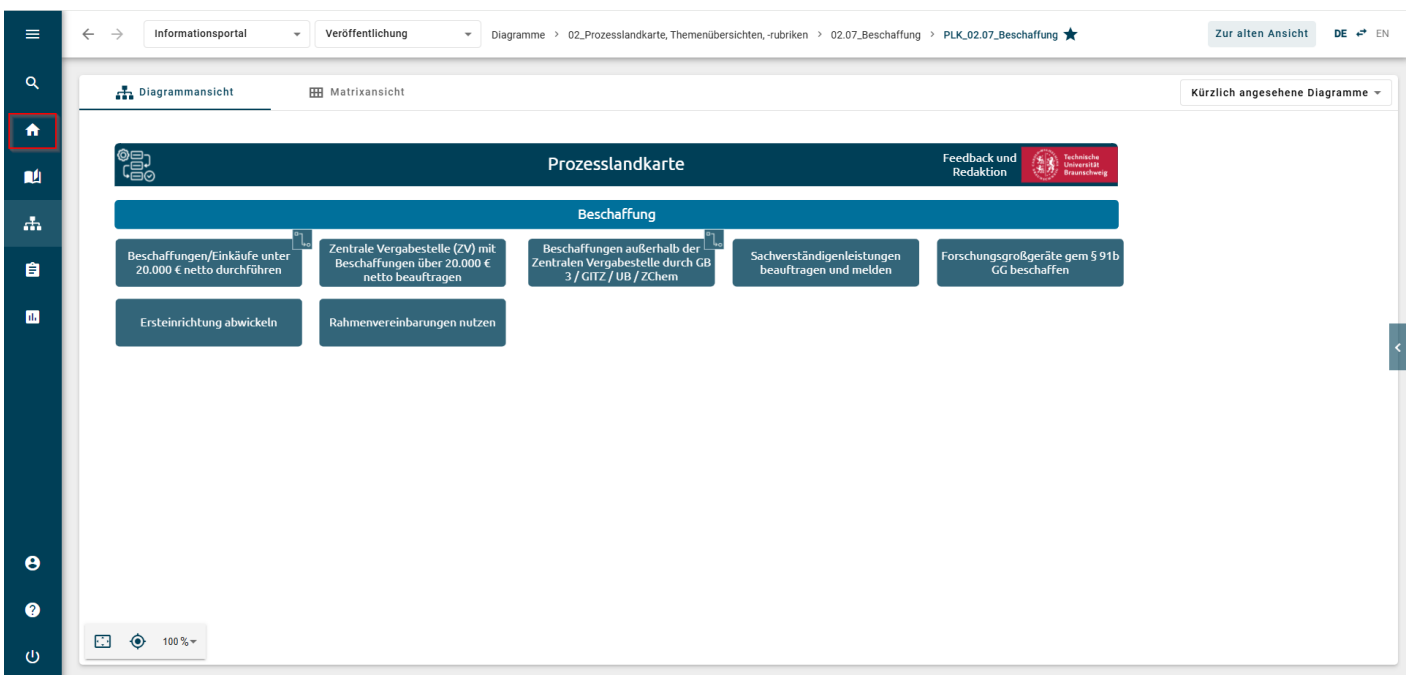 Informationsportal
Veröffentlichung
Diagramme > 02_Prozesslandkarte, Themenübersichten, -rubriken > 02.07_Beschaffung > PLK_02.07_Beschaffung
Zur alten Ansicht
DE
EN
Diagrammansicht
Matrixansicht
Kürzlich angesehene Diagramme
Prozesslandkarte
Feedback und
Redaktion
Technische
Universität
Braunschweig
Beschaffung
Beschaffungen/Einkäufe unter
20.000 € netto durchführen
Zentrale Vergabestelle (ZV) mit
Beschaffungen über 20.000 €
netto beauftragen
Beschaffungen außerhalb der
Zentralen Vergabestelle durch GB
3 / GITZ / UB / ZChem
Sachverständigenleistungen
beauftragen und melden
Forschungsgroßgeräte gem § 91b
GG beschaffen
Ersteinrichtung abwickeln
Rahmenvereinbarungen nutzen
100 %